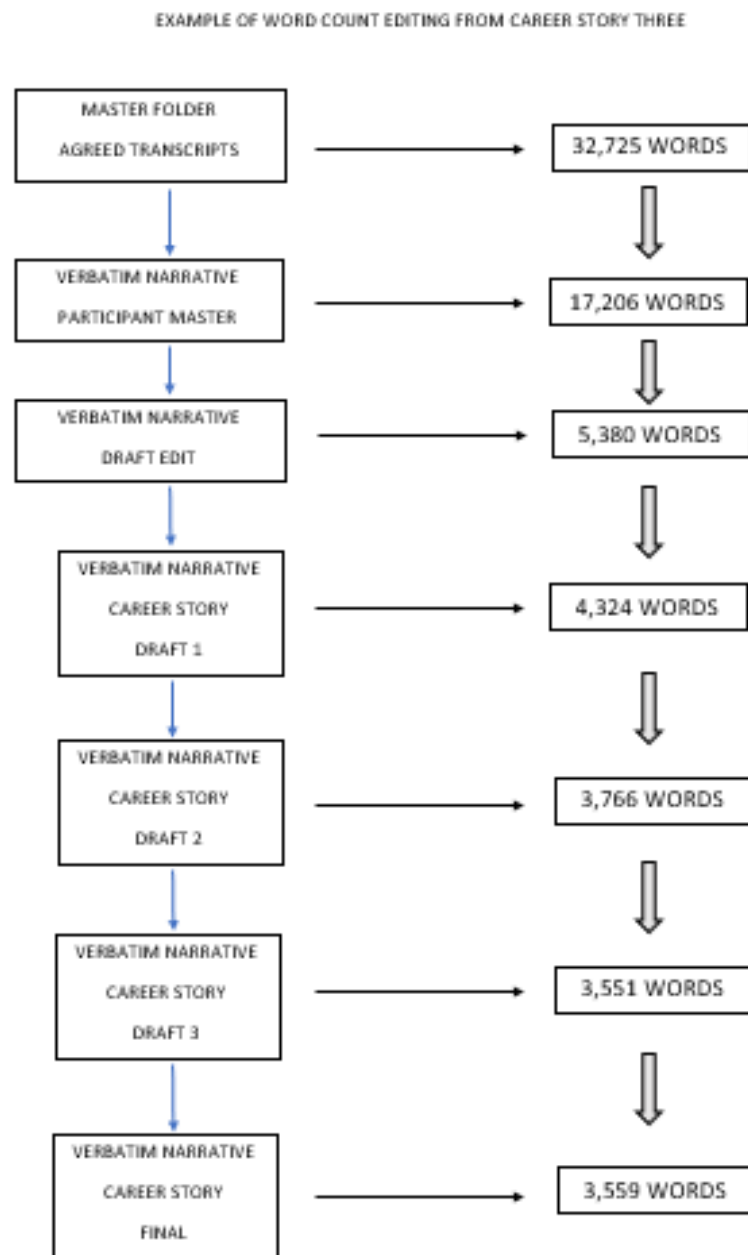 EXAMPLE OF WORD COUNT EDITING FROM CAREER STORY THREE
MASTER FOLDER
AGREED TRANSCRIPTS
32,725 WORDS
VERBATIM NARRATIVE
PARTICIPANT MASTER
17,206 WORDS
VERBATIM NARRATIVE
DRAFT EDIT
5,380 WORDS
VERBATIM NARRATIVE
CAREER STORY
DRAFT 1
4,324 WORDS
VERBATIM NARRATIVE
CAREER STORY
DRAFT 2
3,766 WORDS
VERBATIM NARRATIVE
CAREER STORY
DRAFT 3
3,551 WORDS
VERBATIM NARRATIVE
CAREER STORY
FINAL
3,559 WORDS